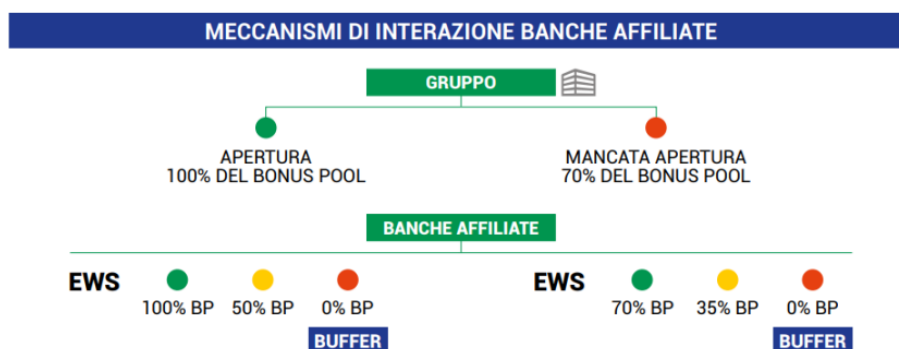 MECCANISMI DI INTERAZIONE BANCHE AFFILIATE
GRUPPO
APERTURA
100% DEL BONUS POOL
MANCATA APERTURA
70% DEL BONUS POOL
BANCHE AFFILIATE
EWS
100% BP
50% BP
0% BP
BUFFER
EWS
70% BP
35% BP
0% BP
BUFFER